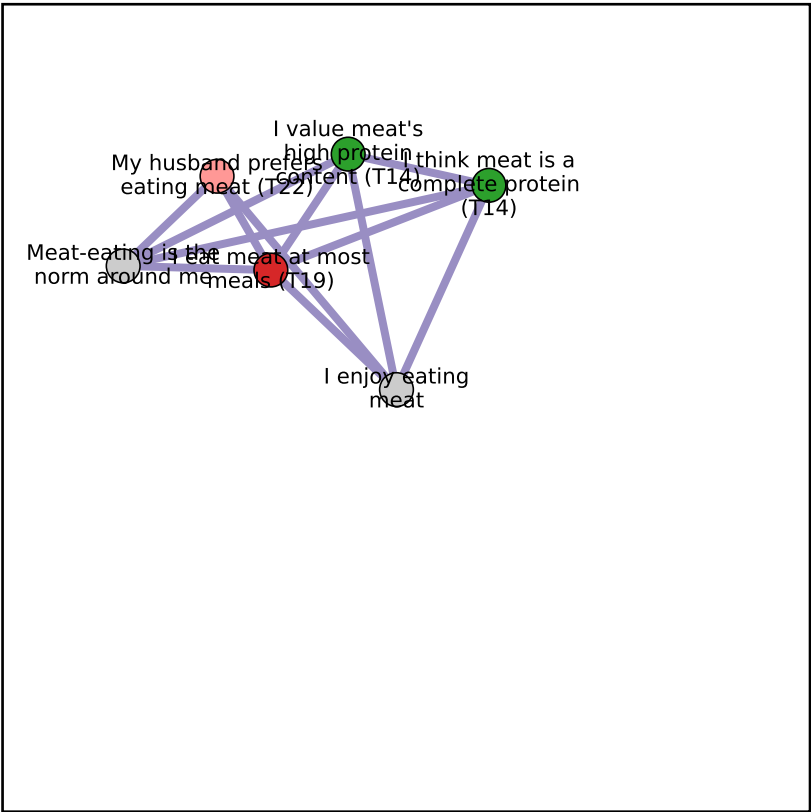 I value meat's
high protein
content (T14)
My husband prefers
eating meat (T22)
I think meat is a
complete protein
(T14)
Meat-eating is the
norm around me
I eat meat at most
meals (T19)
I enjoy eating
meat